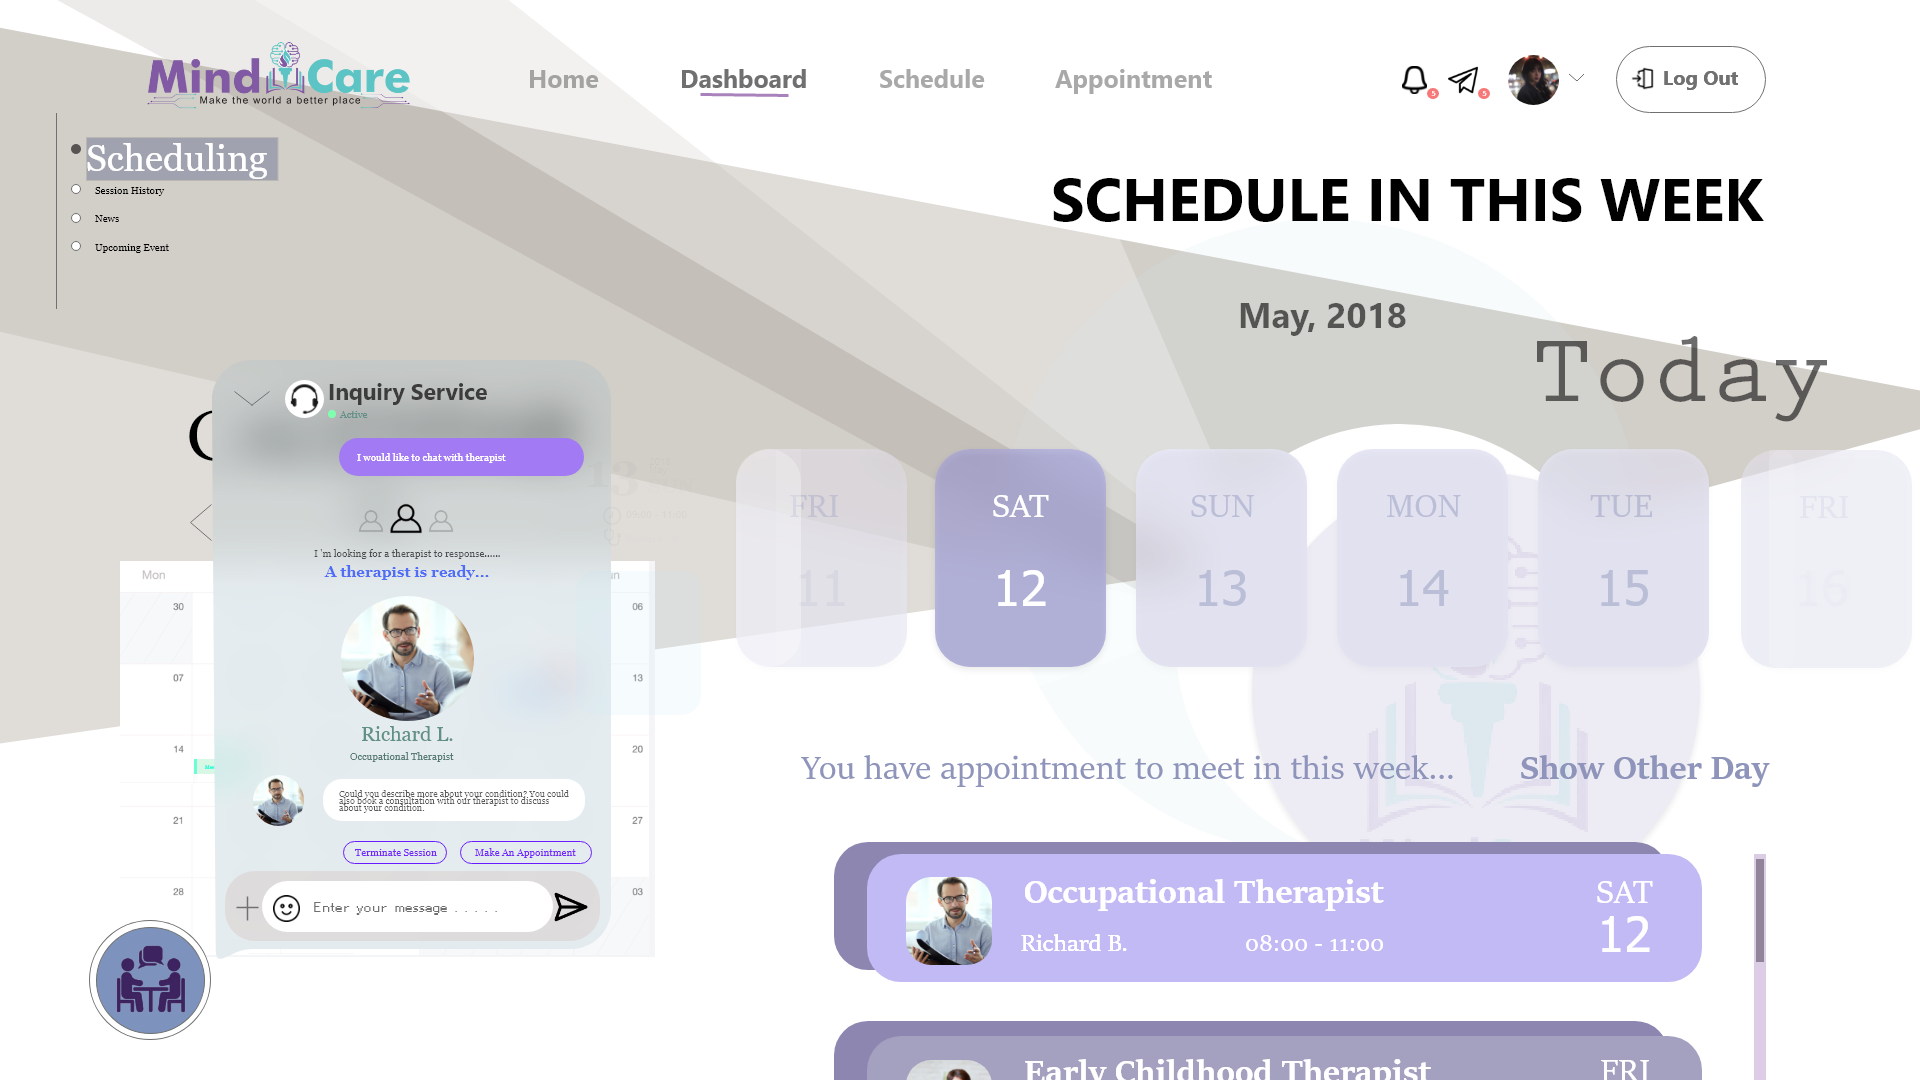 Mind Care
Make the world a better place
Home
Dashboard
Schedule
Appointment
5
5
Log Out
Scheduling
Session History
News
Upcoming Event
SCHEDULE IN THIS WEEK
May, 2018
Today
Inquiry Service
Active
I would like to chat with therapist
I 'm looking for a therapist to response......
A therapist is ready...
Richard L.
Occupational Therapist
Could you describe more about your condition? You could
also book a consultation with our therapist to discuss
about your condition.
Terminate Session
Make An Appointment
Enter your message . . . . .
Mon
30
06
07
13
14
20
21
27
28
03
13
FRI
11
SAT
12
SUN
13
MON
14
TUE
15
FRI
16
You have appointment to meet in this week...
Show Other Day
Occupational Therapist
Richard B.
08:00 - 11:00
SAT
12
Early Childhood Therapist
FRI